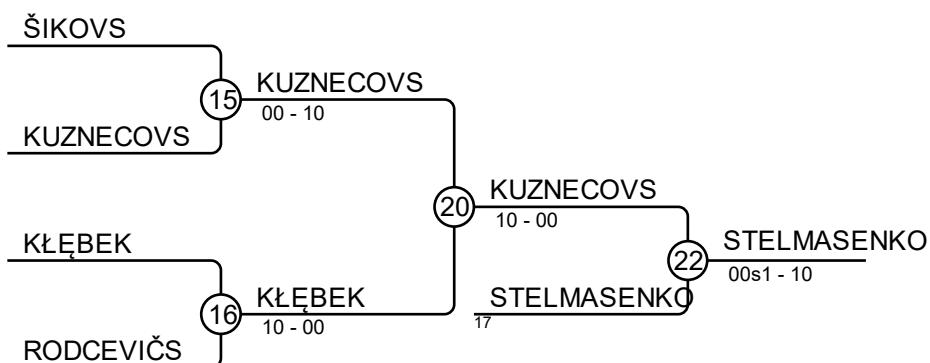 ŠIKOVS
15
KUZNECOVS
00 - 10
KUZNECOVS
20
KUZNECOVS
10 - 00
KŁĘBEK
16
KŁĘBEK
10 - 00
RODCEVIČS
STELMASENKO
17
22
STELMASENKO
00s1 - 10